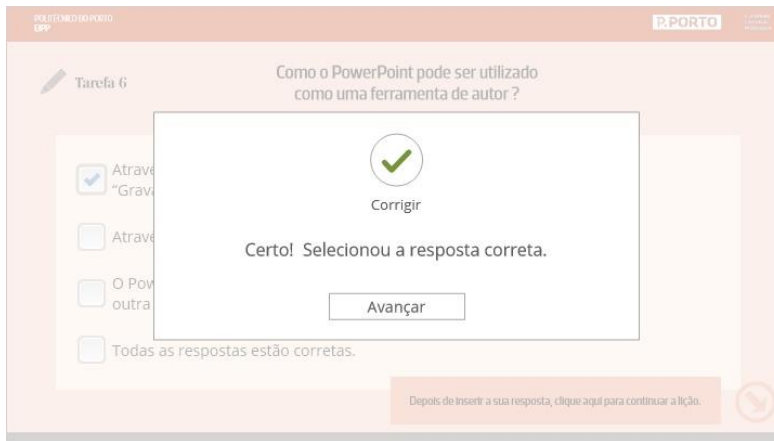 POLITÉCNICO DO PORTO
EIPP
P.PORTO
Tarefa 6
Como o PowerPoint pode ser utilizado
como uma ferramenta de autor ?
Atrave
"Grava
Atrave
O Pow
outra
Todas as respostas estão corretas.
Corrigir
Certo! Selecionou a resposta correta.
Avançar
Depois de inserir a sua resposta, clique aqui para continuar a lição.